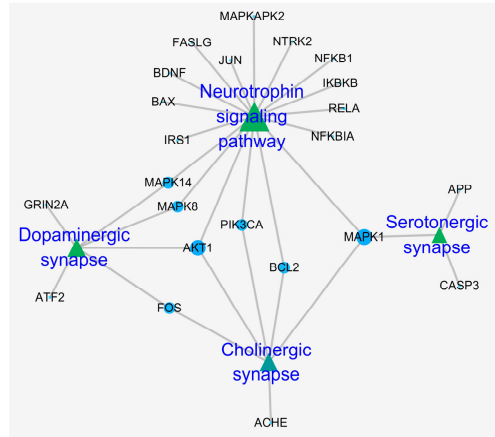 MAPKAPK2
FASLG
NTRK2
JUN
NFKB1
BDNF
IKBKB
Neurotrophin
signaling
pathway
BAX
RELA
IRS1
NFKBIA
MAPK14
APP
GRIN2A
MAPK8
PIK3CA
Serotonergic
synapse
Dopaminergic
synapse
AKT1
MAPK1
BCL2
CASP3
ATF2
FOS
Cholinergic
synapse
ACHE